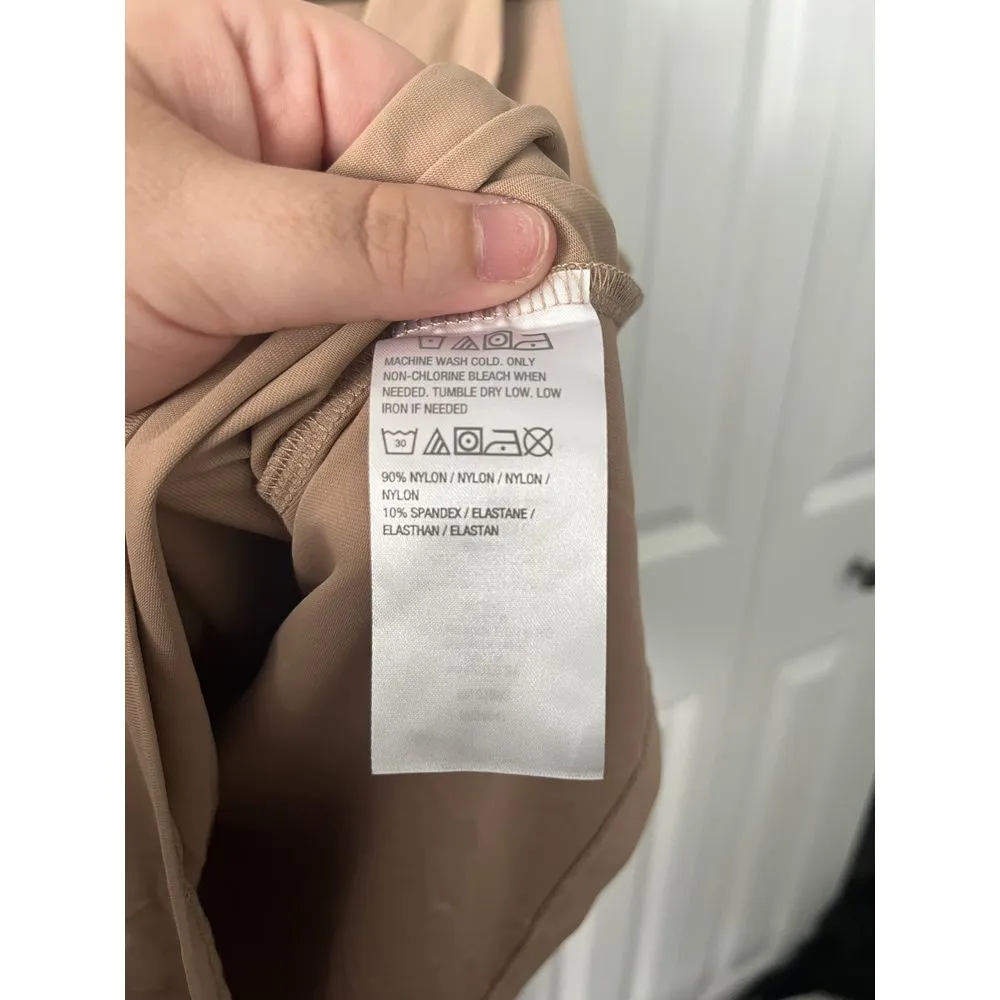 MACHINE WASH COLD. ONLY
NON-CHLORINE BLEACH WHEN
NEEDED. TUMBLE DRY LOW. LOW
IRON IF NEEDED
30
90% NYLON / NYLON / NYLON /
NYLON
10% SPANDEX / ELASTANE /
ELASTHAN / ELASTAN